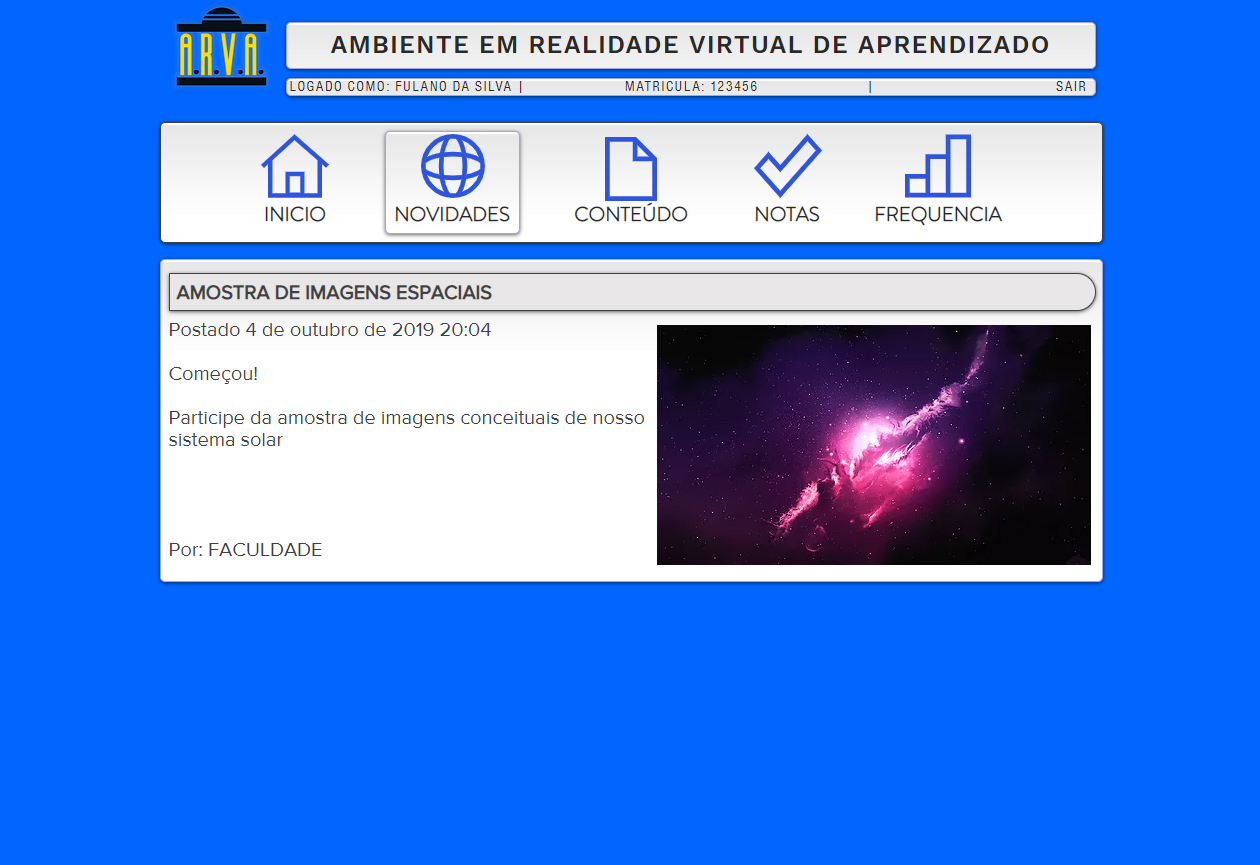 A.R.V.A.
AMBIENTE EM REALIDADE VIRTUAL DE APRENDIZADO
LOGADO COMO: FULANO DA SILVA | MATRICULA: 123456 | SAIR
INICIO NOVIDADES CONTEÚDO NOTAS FREQUENCIA
AMOSTRA DE IMAGENS ESPACIAIS
Postado 4 de outubro de 2019 20:04
Começou!
Participe da amostra de imagens conceituais de nosso
sistema solar
Por: FACULDADE